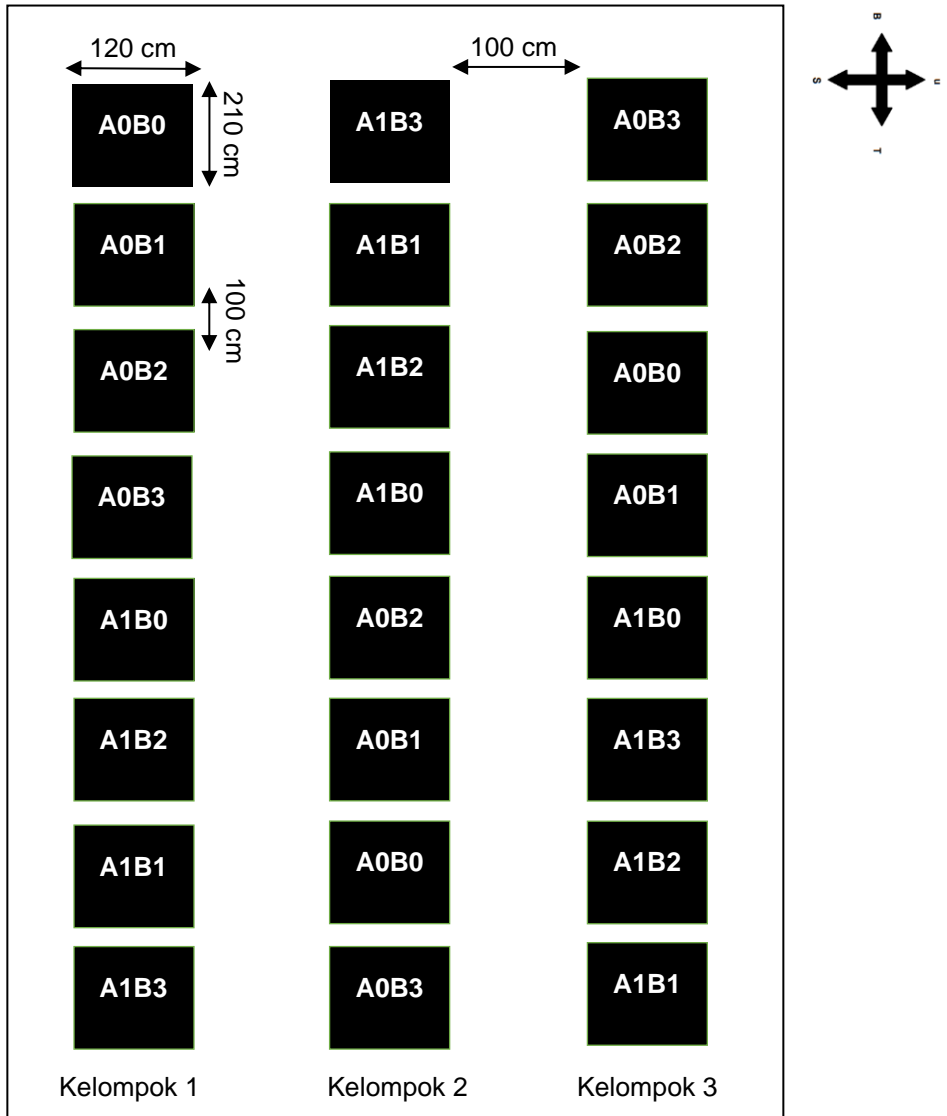 120 cm
100 cm
210 cm
A0B0
A1B3
A0B3
A0B1
A1B1
A0B2
100 cm
A0B2
A1B2
A0B0
A0B3
A1B0
A0B1
A1B0
A0B2
A1B0
A1B2
A0B1
A1B3
A1B1
A0B0
A1B2
A1B3
A0B3
A1B1
Kelompok 1
Kelompok 2
Kelompok 3
B
S
u
T